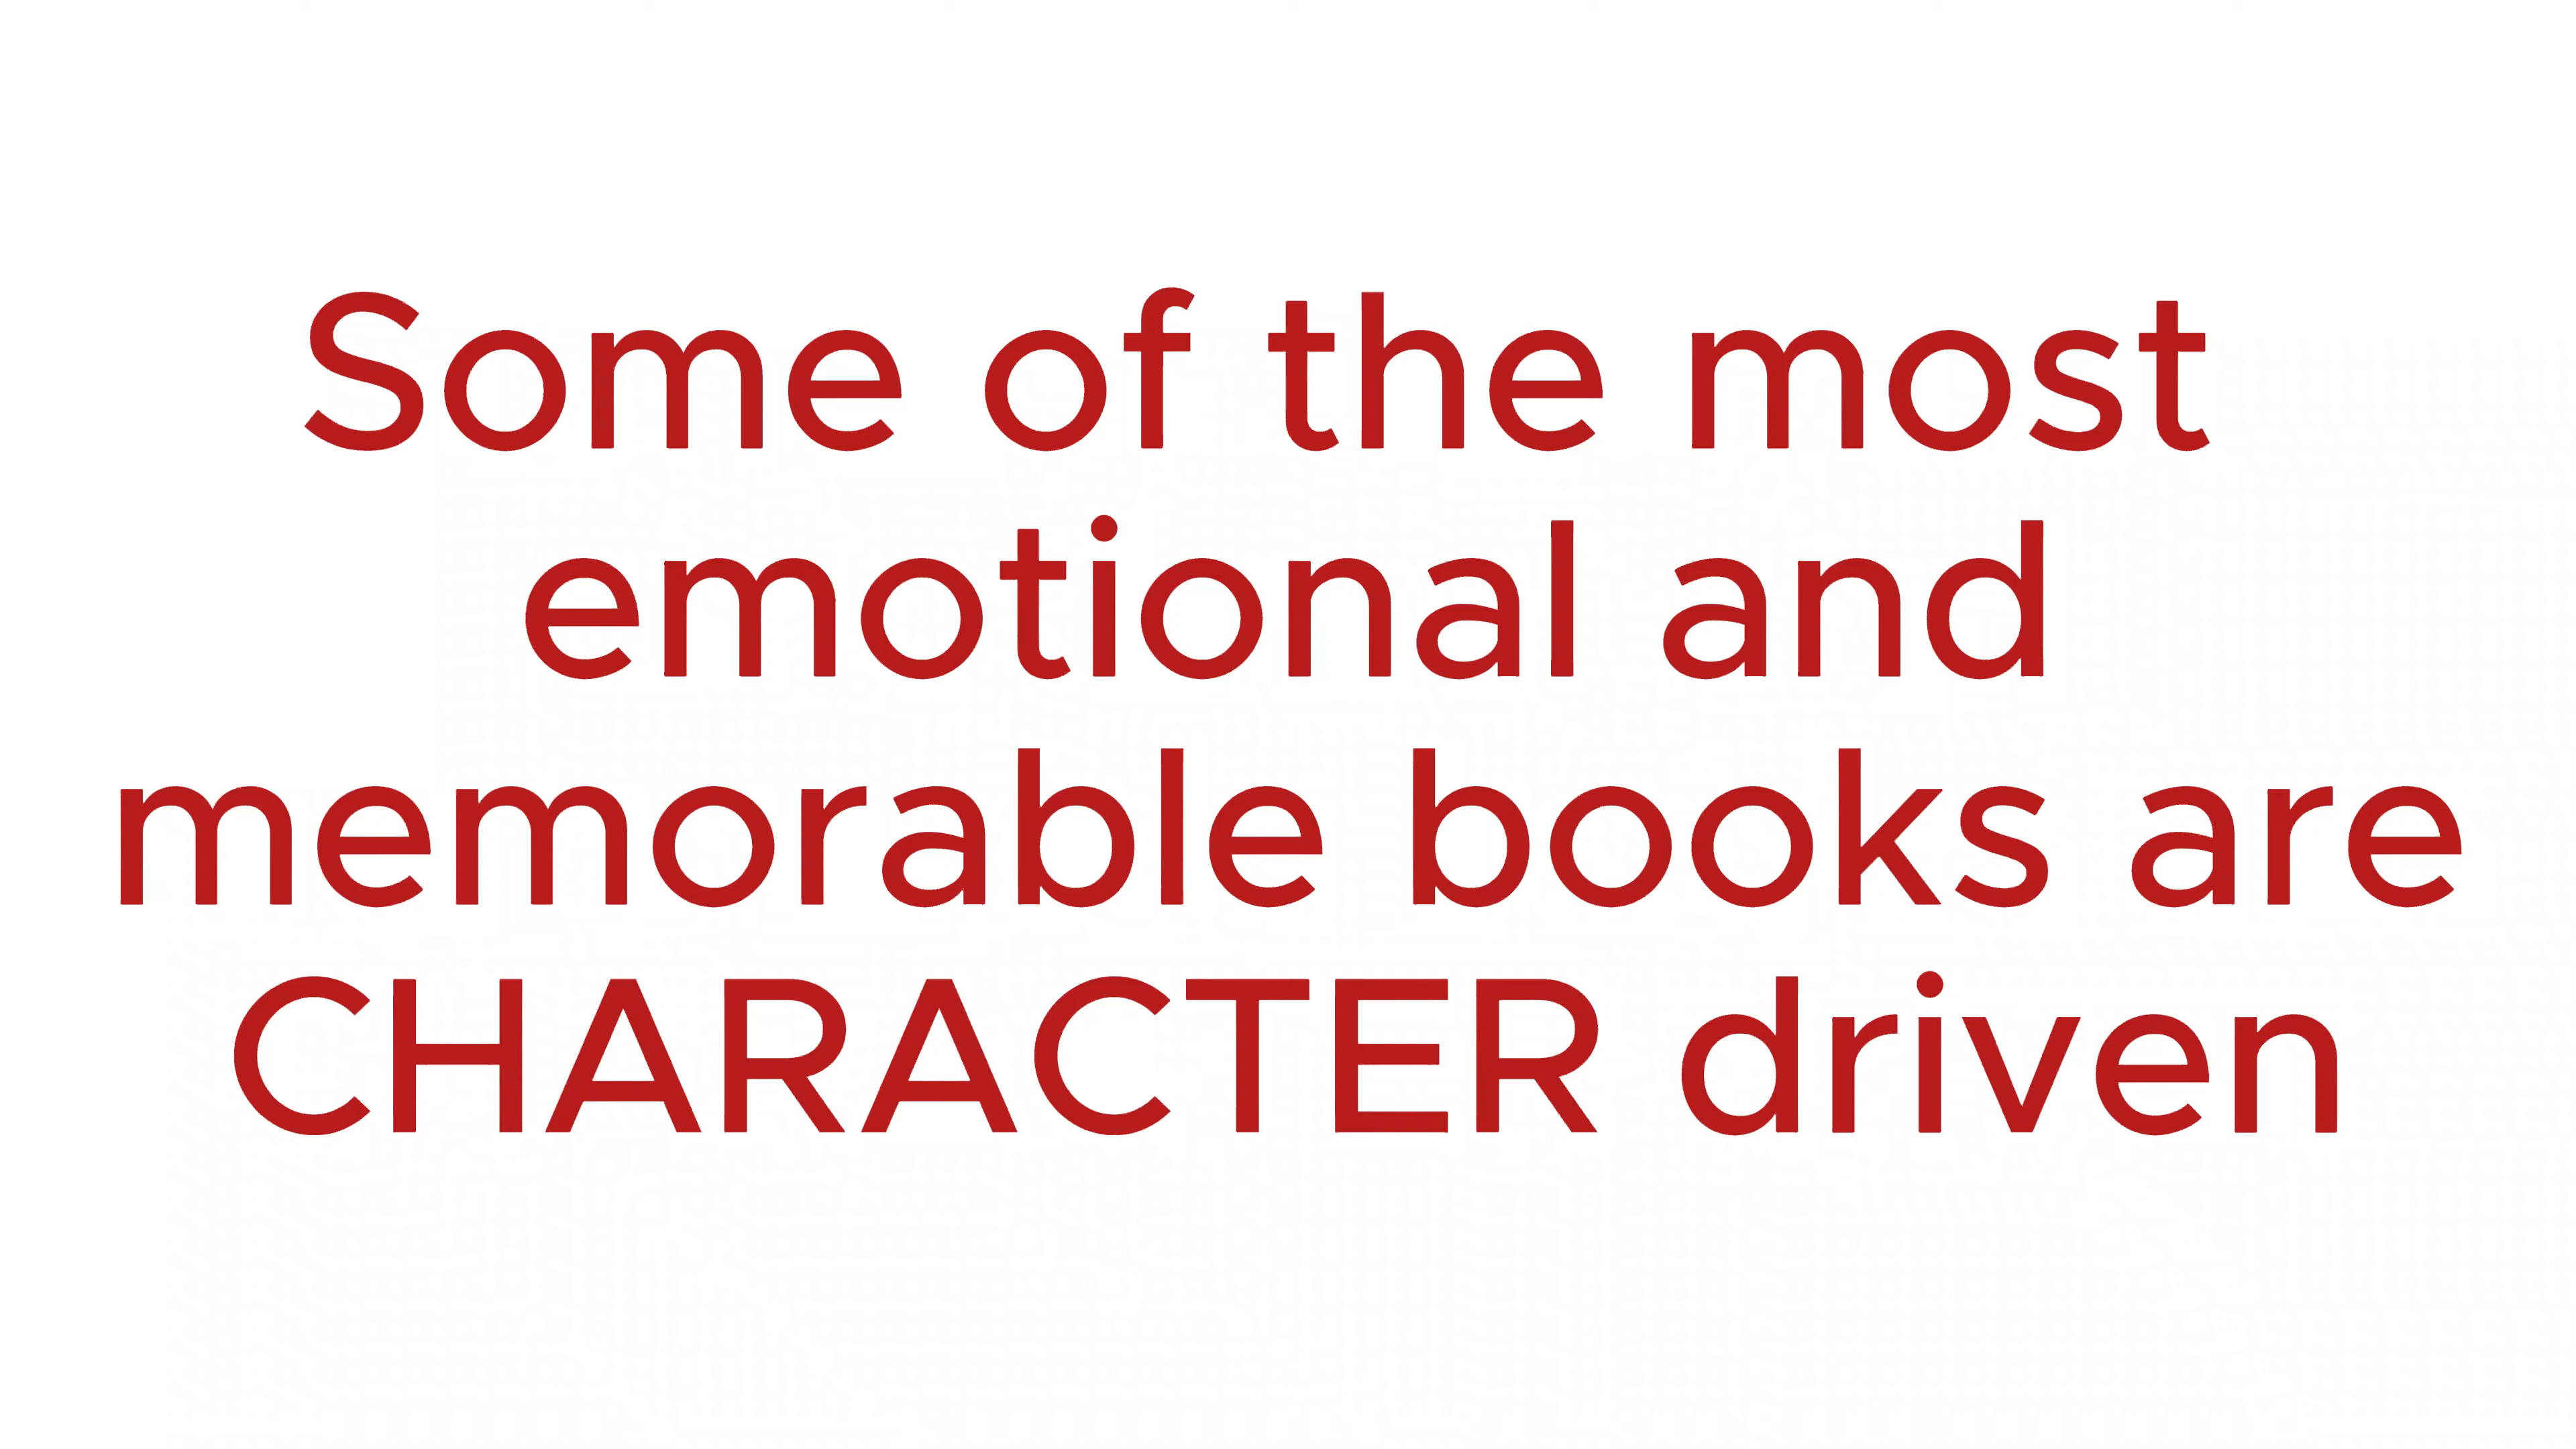 Some of the most
emotional and
memorable books are
CHARACTER driven